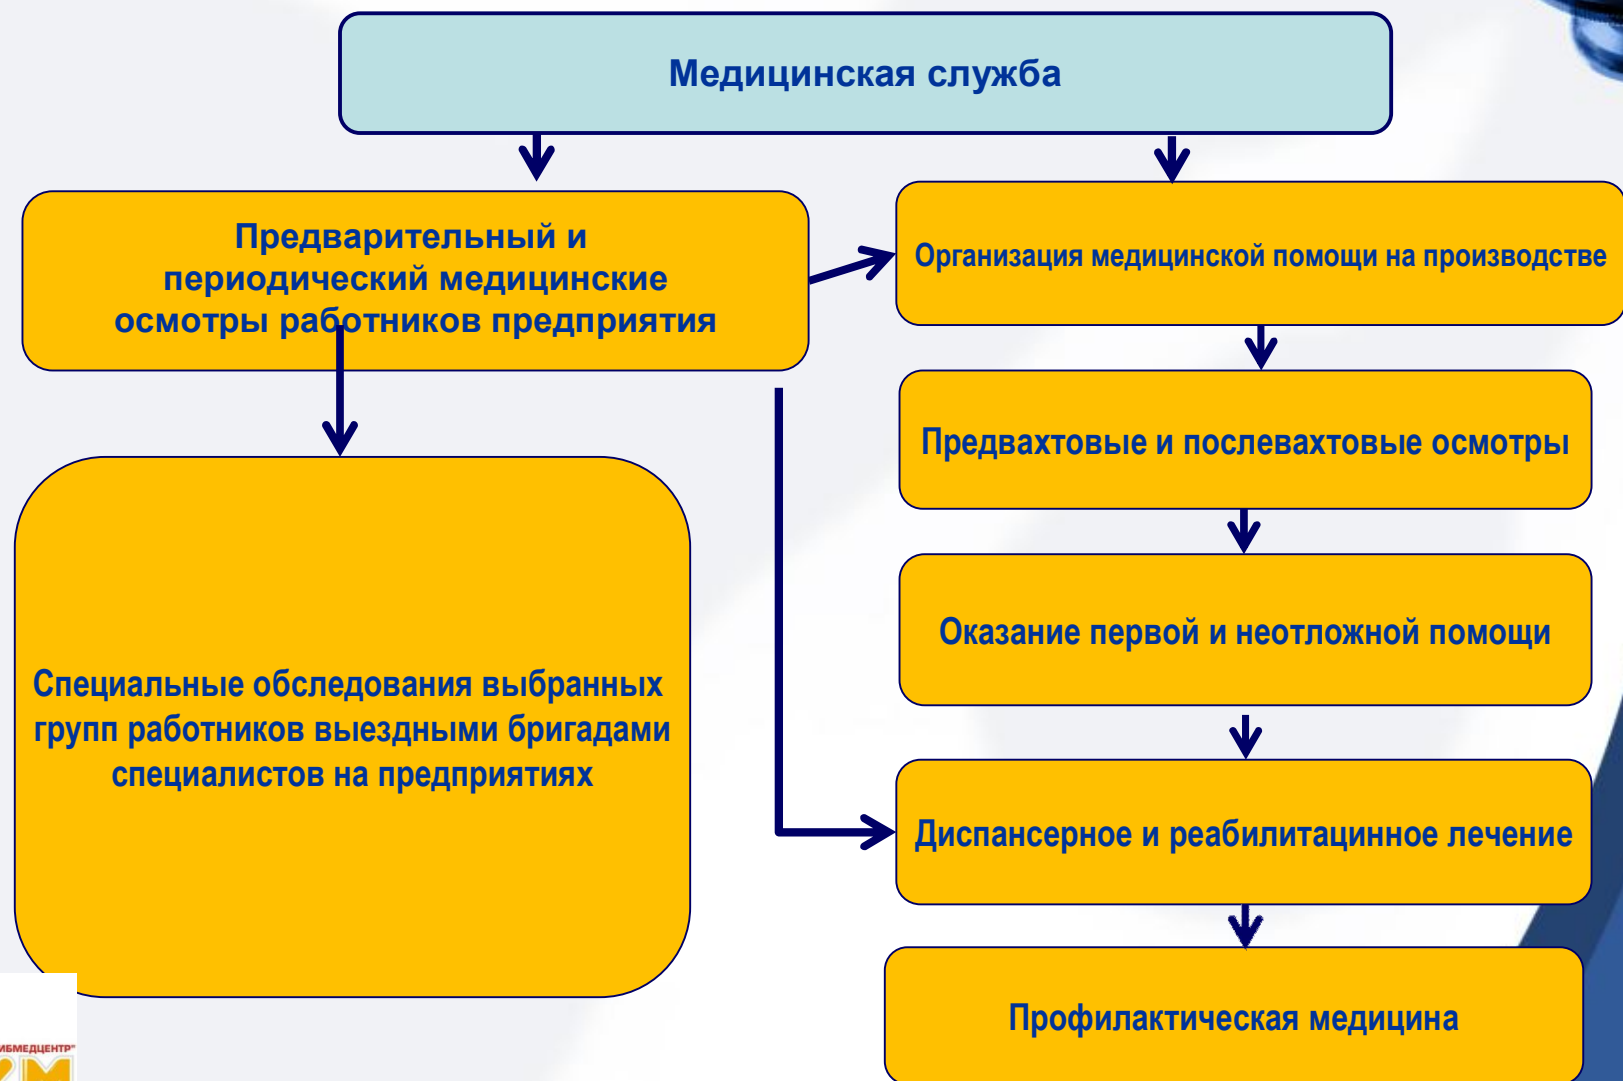 Медицинская служба
Предварительный и
периодический медицинские
осмотры работников предприятия
Организация медицинской помощи на производстве
Предвахтовые и послевахтовые осмотры
Оказание первой и неотложной помощи
Специальные обследования выбранных
групп работников выездными бригадами
специалистов на предприятиях
Диспансерное и реабилитацинное лечение
Профилактическая медицина
ИБМЕДЦЕНТР"